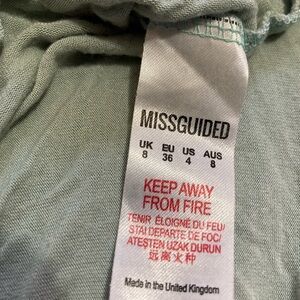 MISSGUIDED
UK EU US AUS
8 36 4 8
KEEP AWAY
FROM FIRE
TENIR ÉLOIGNÉ DU FEU/
STAI DEPARTE DE FOC/
ATEŞTEN UZAK DURUN
远离火种
Made in the United Kingdom